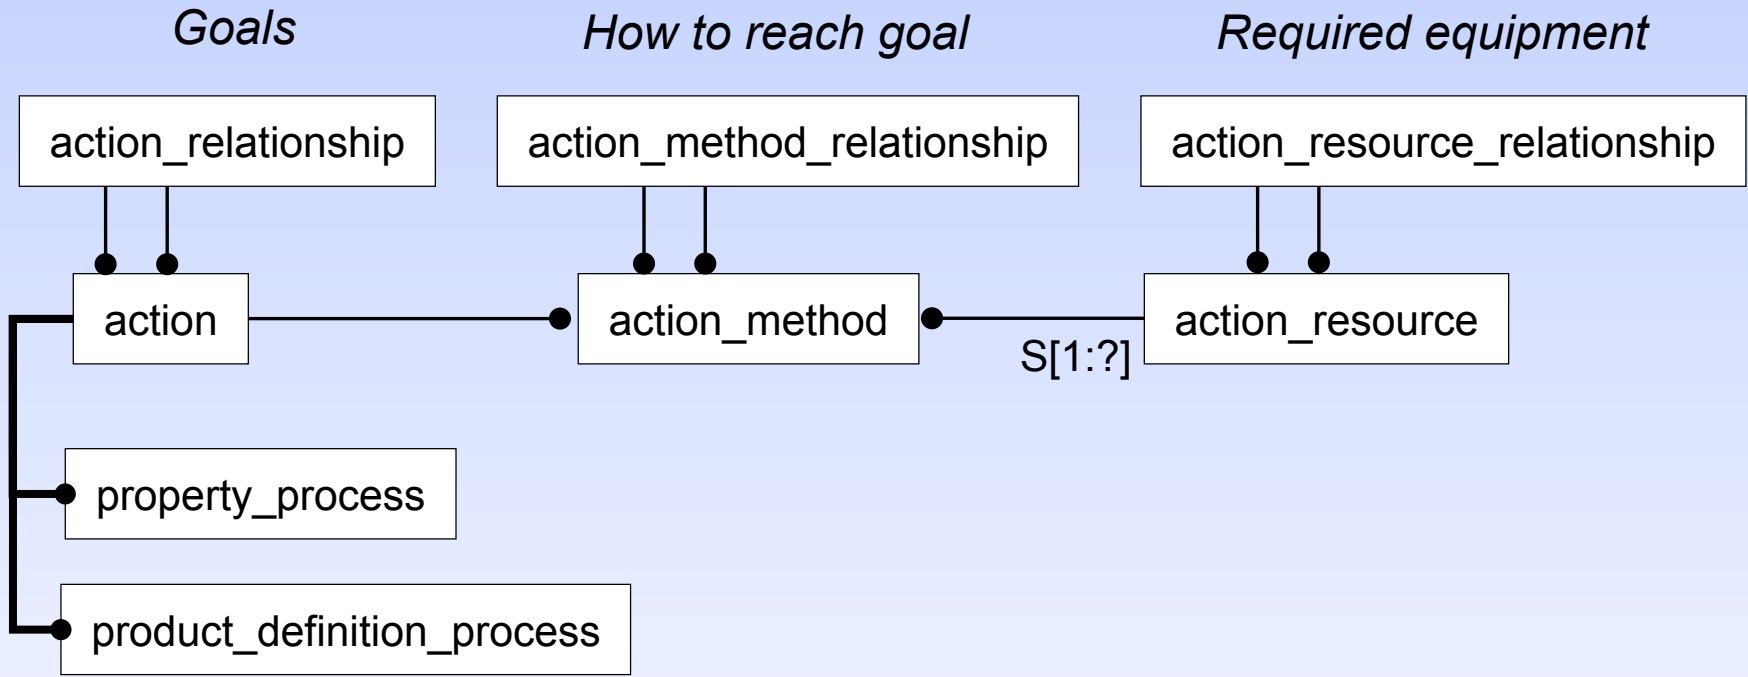 Goals
How to reach goal
Required equipment
action_relationship
action_method_relationship
action_resource_relationship
action
action_method
action_resource
S[1:?]
property_process
product_definition_process